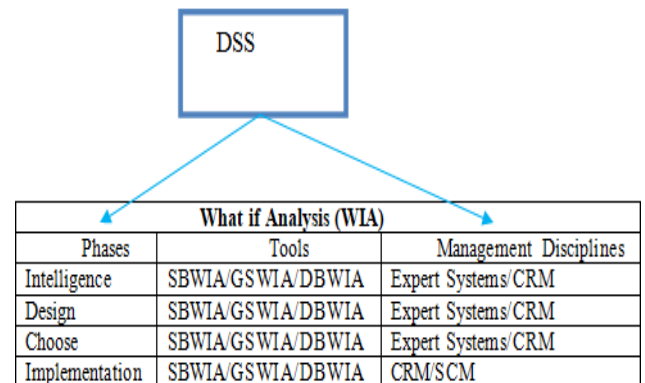 DSS
What if Analysis (WIA)
Phases Tools Management Disciplines
Intelligence SBWIA/GSWIA/DBWIA Expert Systems/CRM
Design SBWIA/GSWIA/DBWIA Expert Systems/CRM
Choose SBWIA/GSWIA/DBWIA Expert Systems/CRM
Implementation SBWIA/GSWIA/DBWIA CRM/SCM